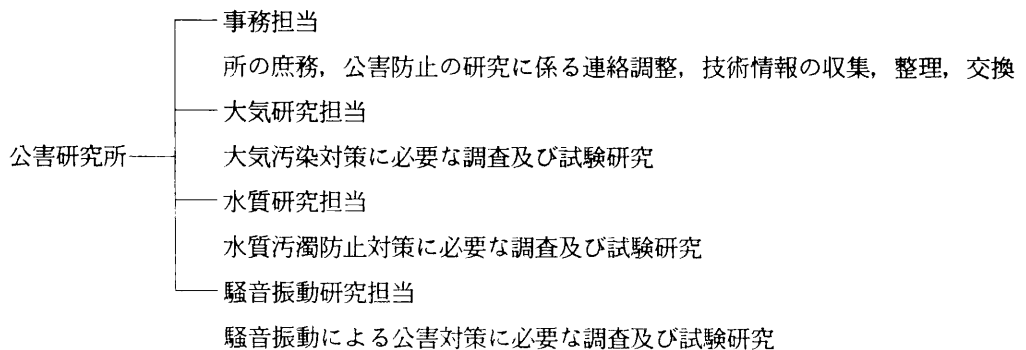 事務担当
所の庶務，公害防止の研究に係る連絡調整，技術情報の収集，整理，交換
大気研究担当
公害研究所
大気汚染対策に必要な調査及び試験研究
水質研究担当
水質汚濁防止対策に必要な調査及び試験研究
騒音振動研究担当
騒音振動による公害対策に必要な調査及び試験研究